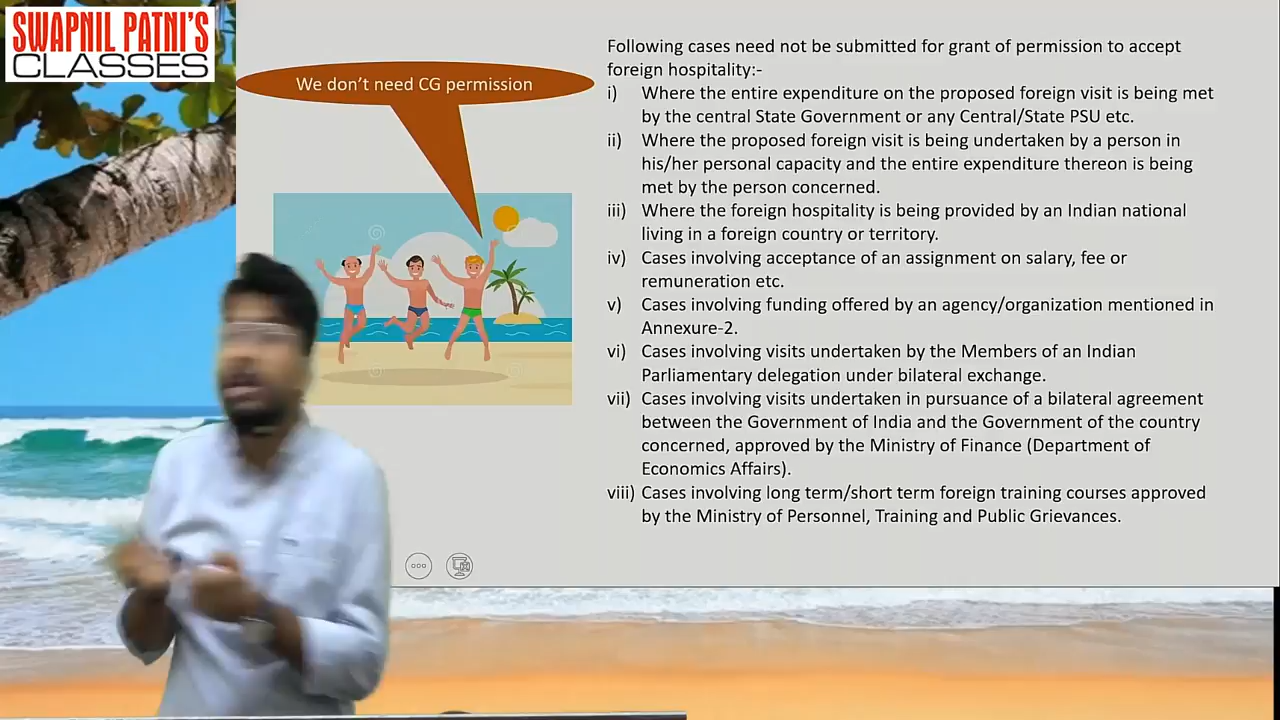 SWAPNIL PATNI'S
CLASSES
We don't need CG permission
Following cases need not be submitted for grant of permission to accept
foreign hospitality:-
i) Where the entire expenditure on the proposed foreign visit is being met
by the central State Government or any Central/State PSU etc.
ii) Where the proposed foreign visit is being undertaken by a person in
his/her personal capacity and the entire expenditure thereon is being
met by the person concerned.
iii) Where the foreign hospitality is being provided by an Indian national
living in a foreign country or territory.
iv) Cases involving acceptance of an assignment on salary, fee or
remuneration etc.
v) Cases involving funding offered by an agency/organization mentioned in
Annexure-2.
vi) Cases involving visits undertaken by the Members of an Indian
Parliamentary delegation under bilateral exchange.
vii) Cases involving visits undertaken in pursuance of a bilateral agreement
between the Government of India and the Government of the country
concerned, approved by the Ministry of Finance (Department of
Economics Affairs).
viii) Cases involving long term/short term foreign training courses approved
by the Ministry of Personnel, Training and Public Grievances.